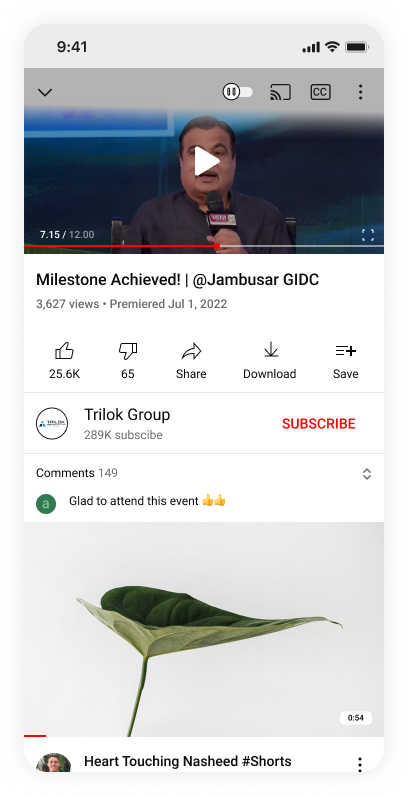 9:41
CC
7.15 / 12.00
Milestone Achieved! | @Jambusar GIDC
3,627 views • Premiered Jul 1, 2022
25.6K
65
Share
Download
Save
TRILOK
Trilok Group
289K subscibe
SUBSCRIBE
Comments 149
a
Glad to attend this event 👍👍
0:54
Heart Touching Nasheed #Shorts